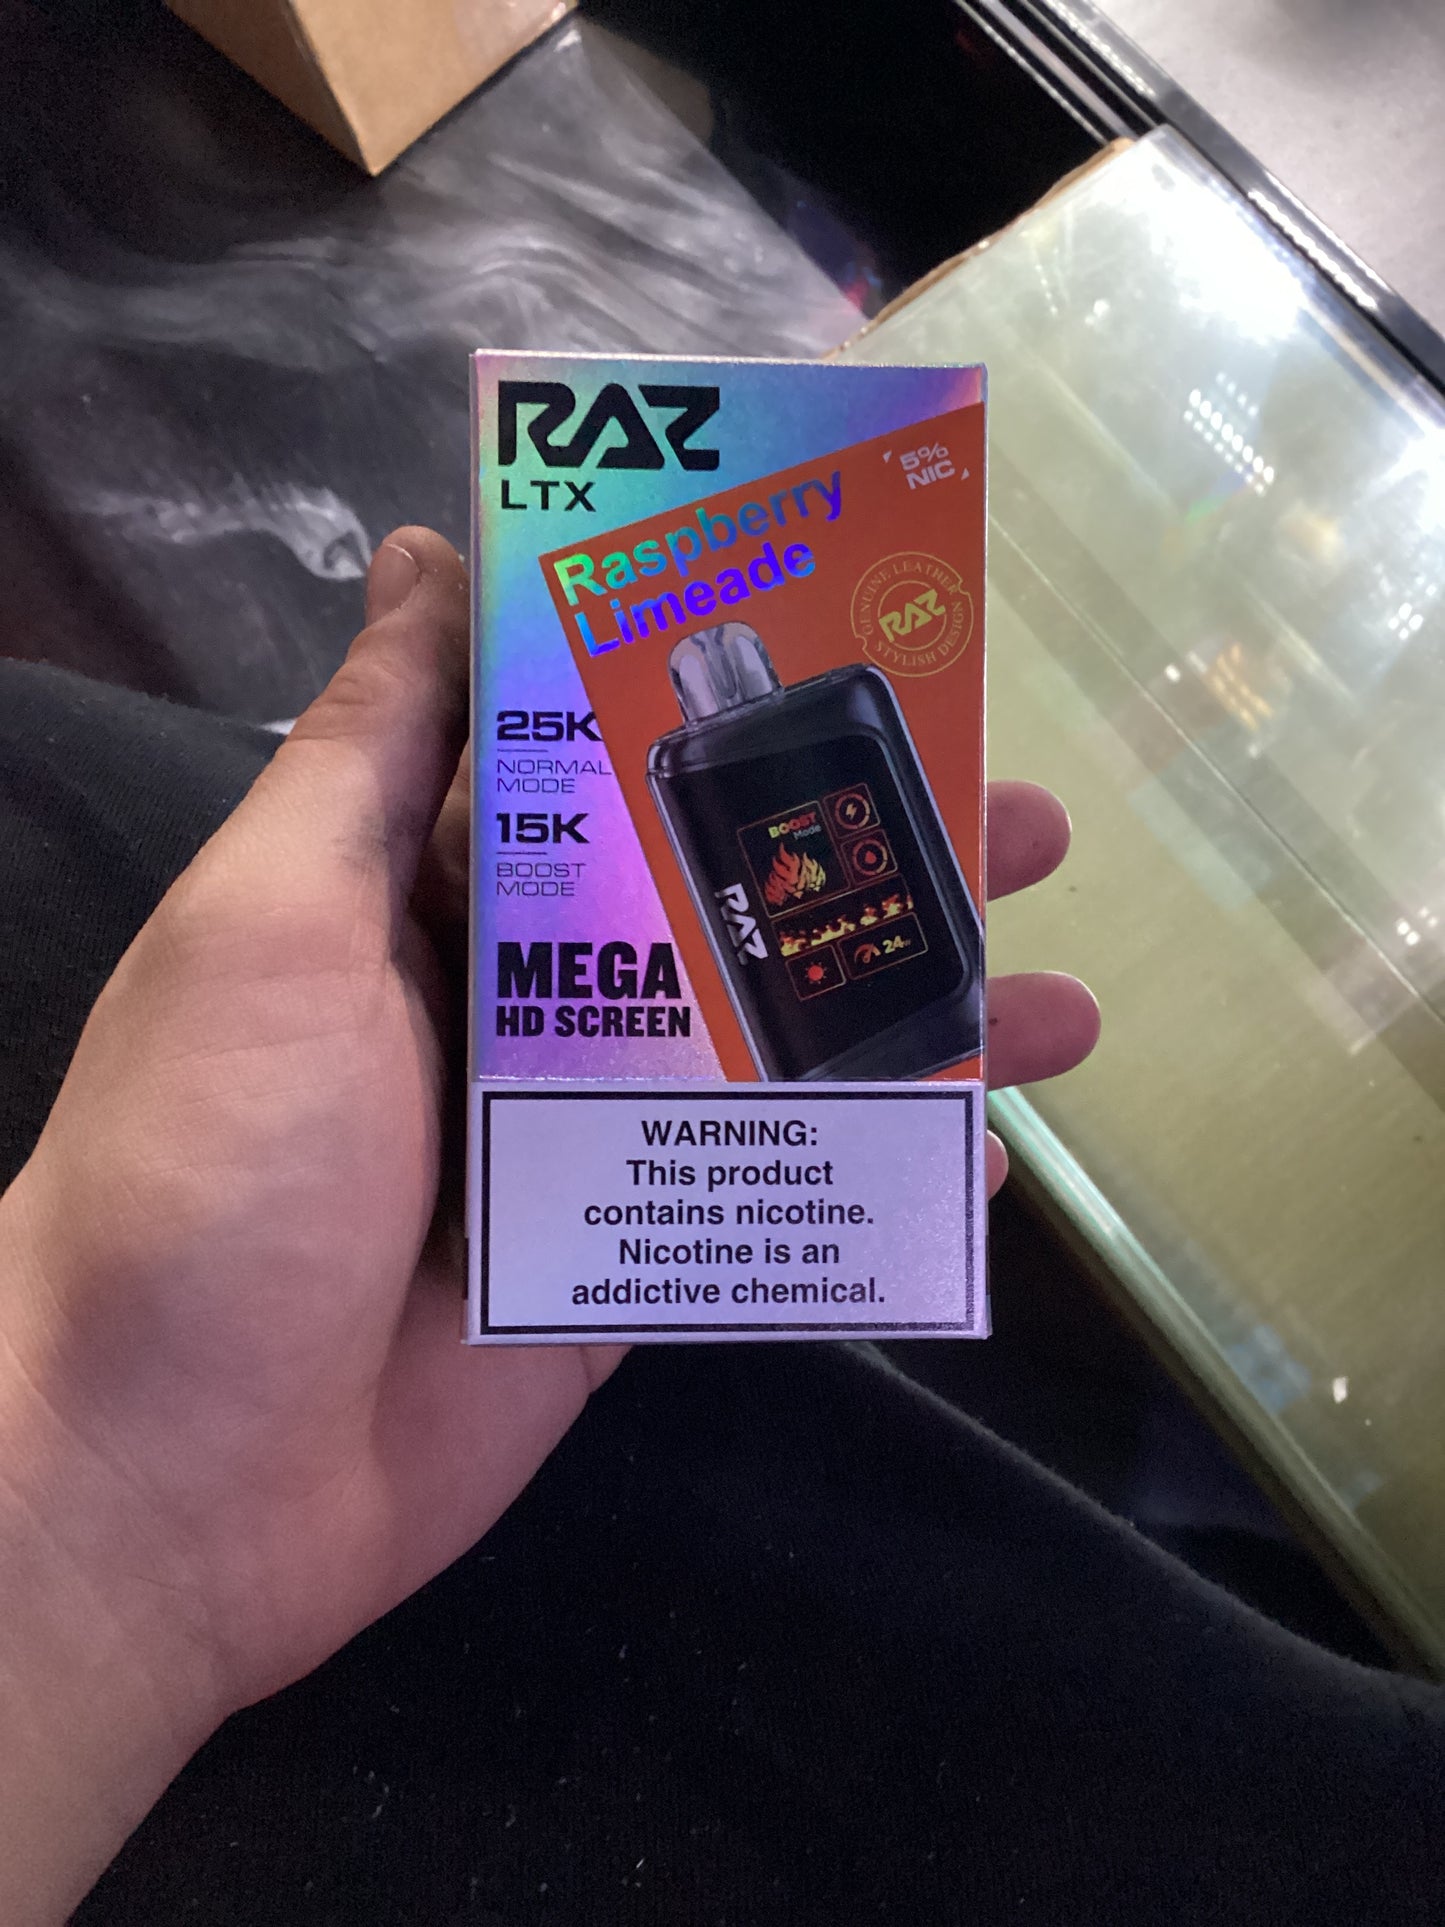 RAZ
LTX
5%
NIC
Raspberry
Limeade
GENUINE LEATHER
RAZ
STYLISH DESIGN
25K
NORMAL
MODE
15K
BOOST
MODE
MEGA
HD SCREEN
BOOST
Mode
RAZ
24W
WARNING:
This product
contains nicotine.
Nicotine is an
addictive chemical.